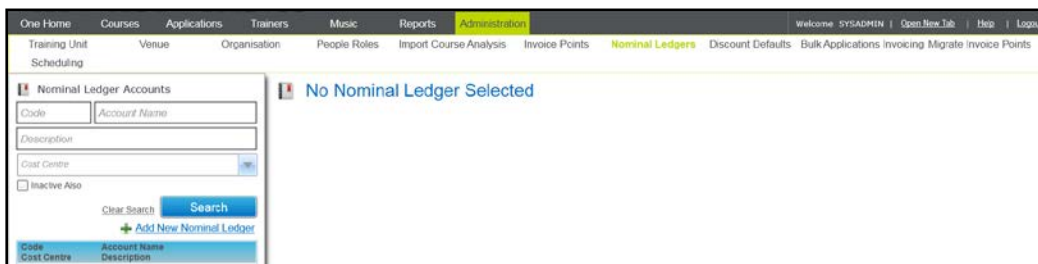 One Home Courses Applications Trainers Music Reports Administration Welcome SYSADMIN | Open New Tab | Help | Logou
Training Unit Venue Organisation People Roles Import Course Analysis Invoice Points Nominal Ledgers Discount Defaults Bulk Applications Invoicing Migrate Invoice Points
Scheduling
Nominal Ledger Accounts
No Nominal Ledger Selected
Code Account Name
Description
Cost Centre
Inactive Also
Clear Search Search
Add New Nominal Ledger
Code Account Name
Cost Centre Description